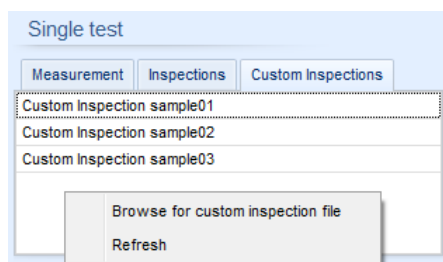 Single test
Measurement Inspections Custom Inspections
Custom Inspection sample01
Custom Inspection sample02
Custom Inspection sample03
Browse for custom inspection file
Refresh